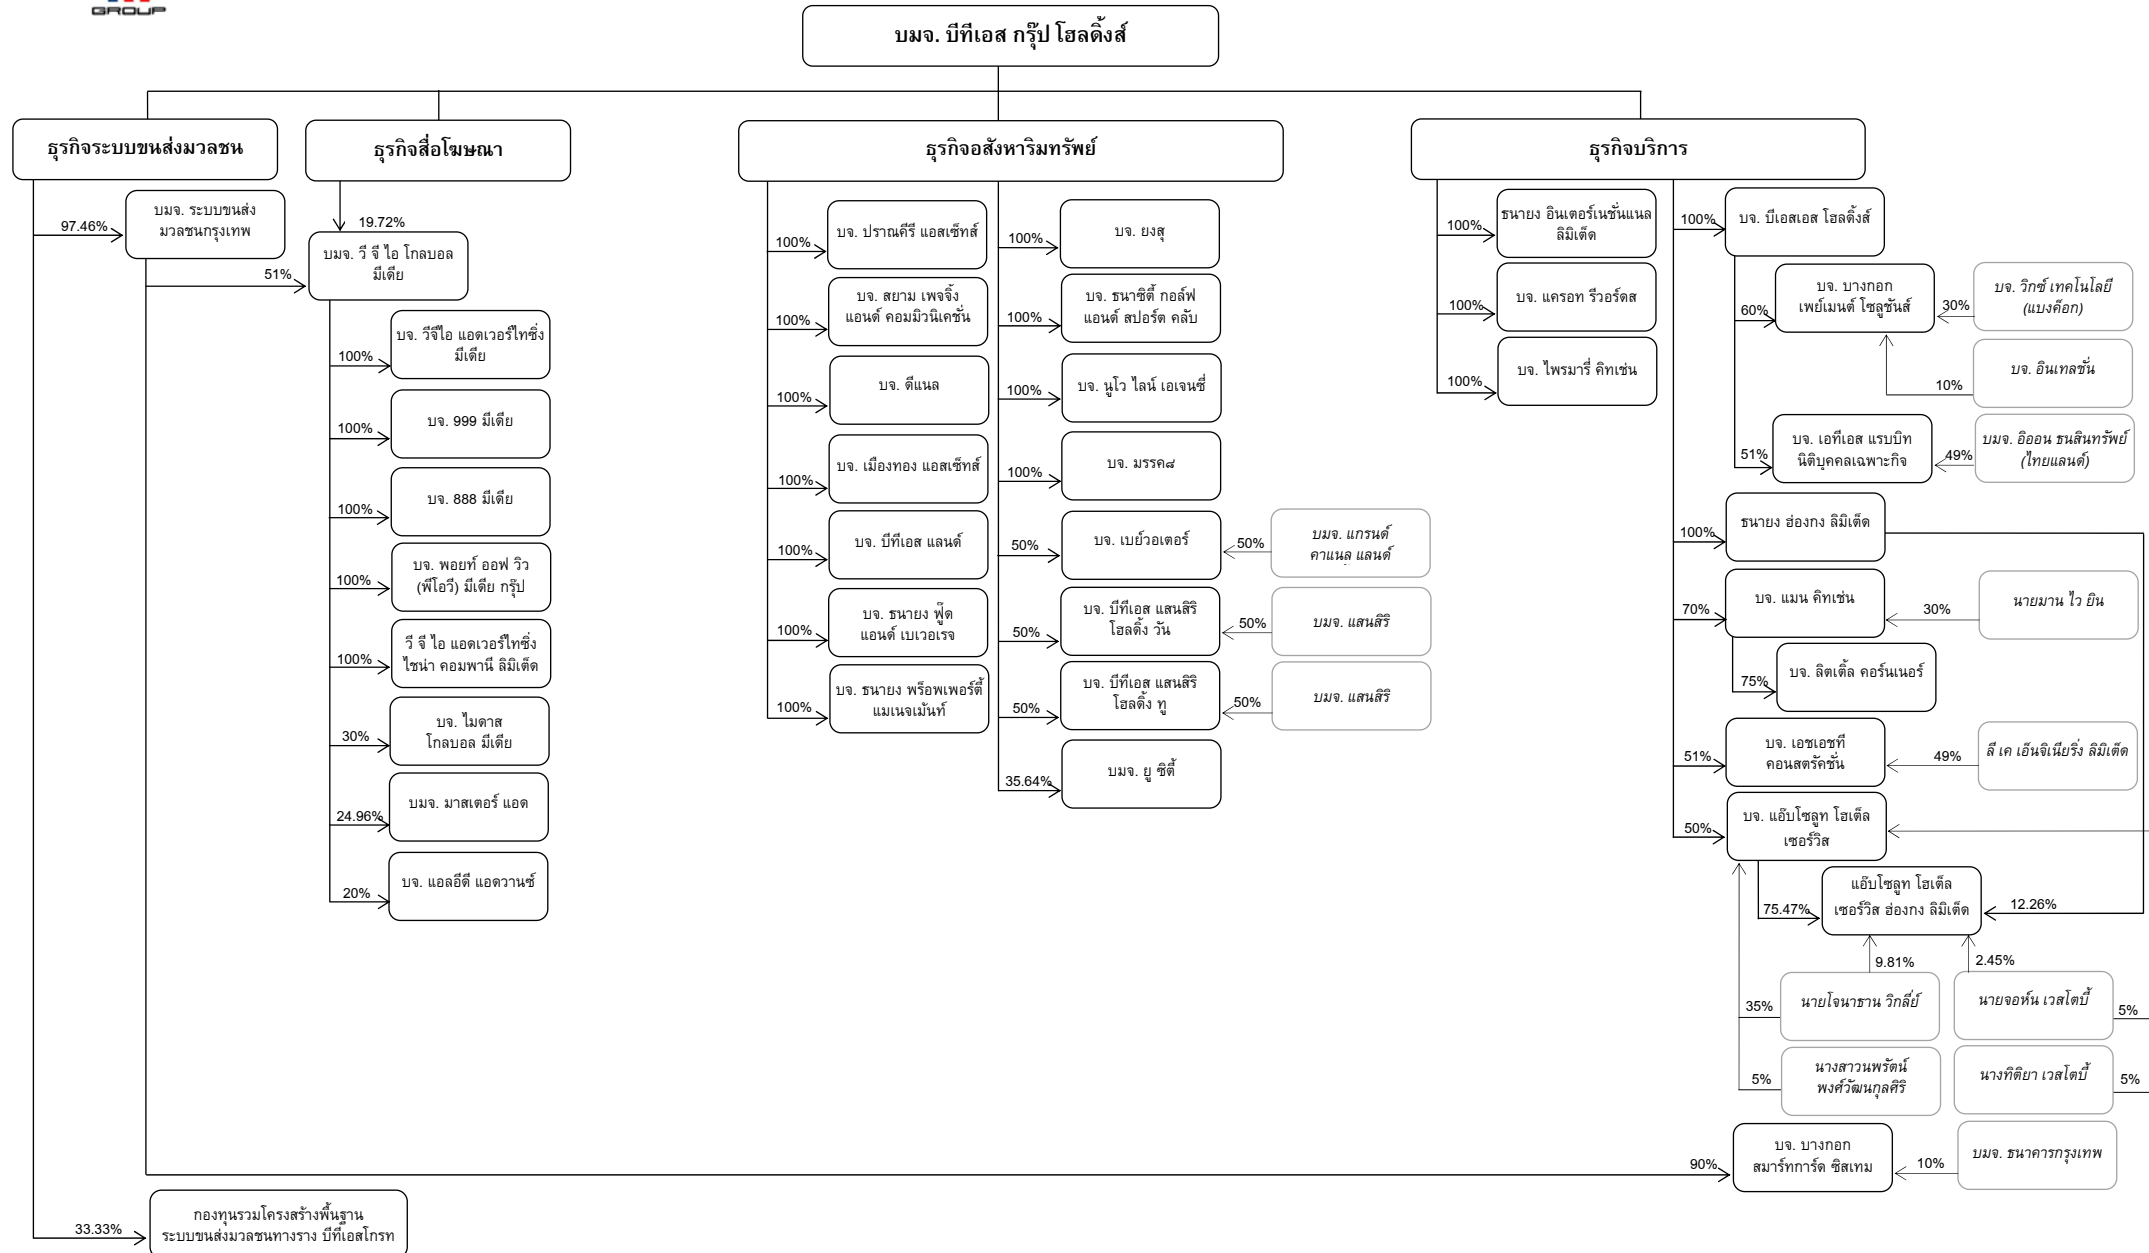 GROUP
บมจ. บีทีเอส กรุ๊ป โฮลดิ้งส์
ธุรกิจระบบขนส่งมวลชน
97.46%
บมจ. ระบบขนส่ง
มวลชนกรุงเทพ
51%
33.33%
กองทุนรวมโครงสร้างพื้นฐาน
ระบบขนส่งมวลชนทางราง บีทีเอสโกรท
ธุรกิจสื่อโฆษณา
19.72%
บมจ. วี จี ไอ โกลบอล
มีเดีย
100%
บจ. วีจีไอ แอดเวอร์ไทซิ่ง
มีเดีย
100%
บจ. 999 มีเดีย
100%
บจ. 888 มีเดีย
100%
บจ. พอยท์ ออฟ วิว
(พีโอวี) มีเดีย กรุ๊ป
100%
วี จี ไอ แอดเวอร์ไทซิ่ง
ไชน่า คอมพานี ลิมิเต็ด
30%
บจ. ไมดาส
โกลบอล มีเดีย
24.96%
บมจ. มาสเตอร์ แอด
20%
บจ. แอลอีดี แอดวานซ์
ธุรกิจอสังหาริมทรัพย์
100%
บจ. ปราณคีรี แอสเซ็ทส์
100%
บจ. สยาม เพจจิ้ง
แอนด์ คอมมิวนิเคชั่น
100%
บจ. ดีแนล
100%
บจ. เมืองทอง แอสเซ็ทส์
100%
บจ. บีทีเอส แลนด์
100%
บจ. ธนายง ฟู๊ด
แอนด์ เบเวอเรจ
100%
บจ. ธนายง พร็อพเพอร์ตี้
แมเนจเม้นท์
100%
บจ. ยงสุ
100%
บจ. ธนาซิตี้ กอล์ฟ
แอนด์ สปอร์ต คลับ
100%
บจ. นูโว ไลน์ เอเจนซี่
100%
บจ. มรรค๘
50%
บจ. เบย์วอเตอร์
50%
บมจ. แกรนด์
คาแนล แลนด์
50%
บจ. บีทีเอส แสนสิริ
โฮลดิ้ง วัน
50%
บมจ. แสนสิริ
50%
บจ. บีทีเอส แสนสิริ
โฮลดิ้ง ทู
50%
บมจ. แสนสิริ
35.64%
บมจ. ยู ซิตี้
ธุรกิจบริการ
100%
ธนายง อินเตอร์เนชั่นแนล
ลิมิเต็ด
100%
บจ. แครอท รีวอร์ดส
100%
บจ. ไพรมารี่ คิทเช่น
100%
บจ. บีเอสเอส โฮลดิ้งส์
60%
บจ. บางกอก
เพย์เมนต์ โซลูชันส์
30%
บจ. วิกซ์ เทคโนโลยี
(แบงค็อก)
10%
บจ. อินเทลชั่น
51%
บจ. เอทีเอส แรบบิท
นิติบุคคลเฉพาะกิจ
49%
บมจ. อิออน ธนสินทรัพย์
(ไทยแลนด์)
100%
ธนายง ฮ่องกง ลิมิเต็ด
70%
บจ. แมน คิทเช่น
30%
นายมาน ไว ยิน
75%
บจ. ลิตเติ้ล คอร์นเนอร์
51%
บจ. เอชเอชที
คอนสตรัคชั่น
49%
ลี เค เอ็นจิเนียริ่ง ลิมิเต็ด
50%
บจ. แอ๊บโซลูท โฮเต็ล
เซอร์วิส
75.47%
แอ๊บโซลูท โฮเต็ล
เซอร์วิส ฮ่องกง ลิมิเต็ด
12.26%
9.81%
2.45%
35%
นายโจนาธาน วิกลี่ย์
นายจอห์น เวสโตบี้
5%
5%
นางสาวนพรัตน์
พงศ์วัฒนกุลศิริ
นางทิติยา เวสโตบี้
5%
90%
บจ. บางกอก
สมาร์ทการ์ด ซิสเทม
10%
บมจ. ธนาคารกรุงเทพ